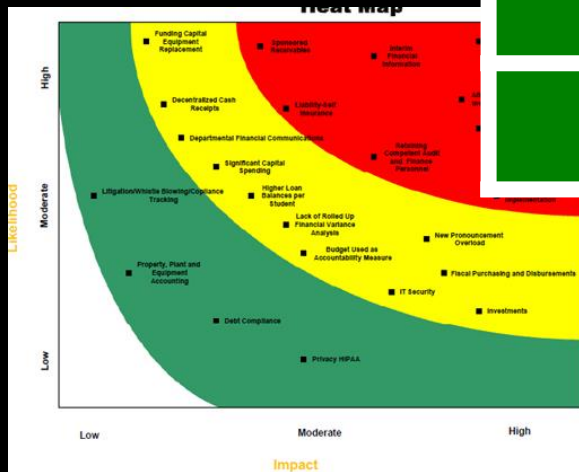 Heat Map
Funding Capital
Equipment
Replacement
Sponsored
Receivables
Interim
Financial
Information
Decentralized Cash
Receipts
Liability-Self
Insurance
Departmental Financial Communications
Retaining
Competent Audit
and Finance
Personnel
Significant Capital
Spending
Litigation/Whistle Blowing/Copliance
Tracking
Higher Loan
Balances per
Student
Lack of Rolled Up
Financial Variance
Analysis
New Pronouncement
Overload
Budget Used as
Accountability Measure
Property, Plant and
Equipment
Accounting
Fiscal Purchasing and Disbursements
IT Security
Investments
Debt Compliance
Privacy HIPAA
High
Moderate
Low
Likelihood
Low
Moderate
High
Impact